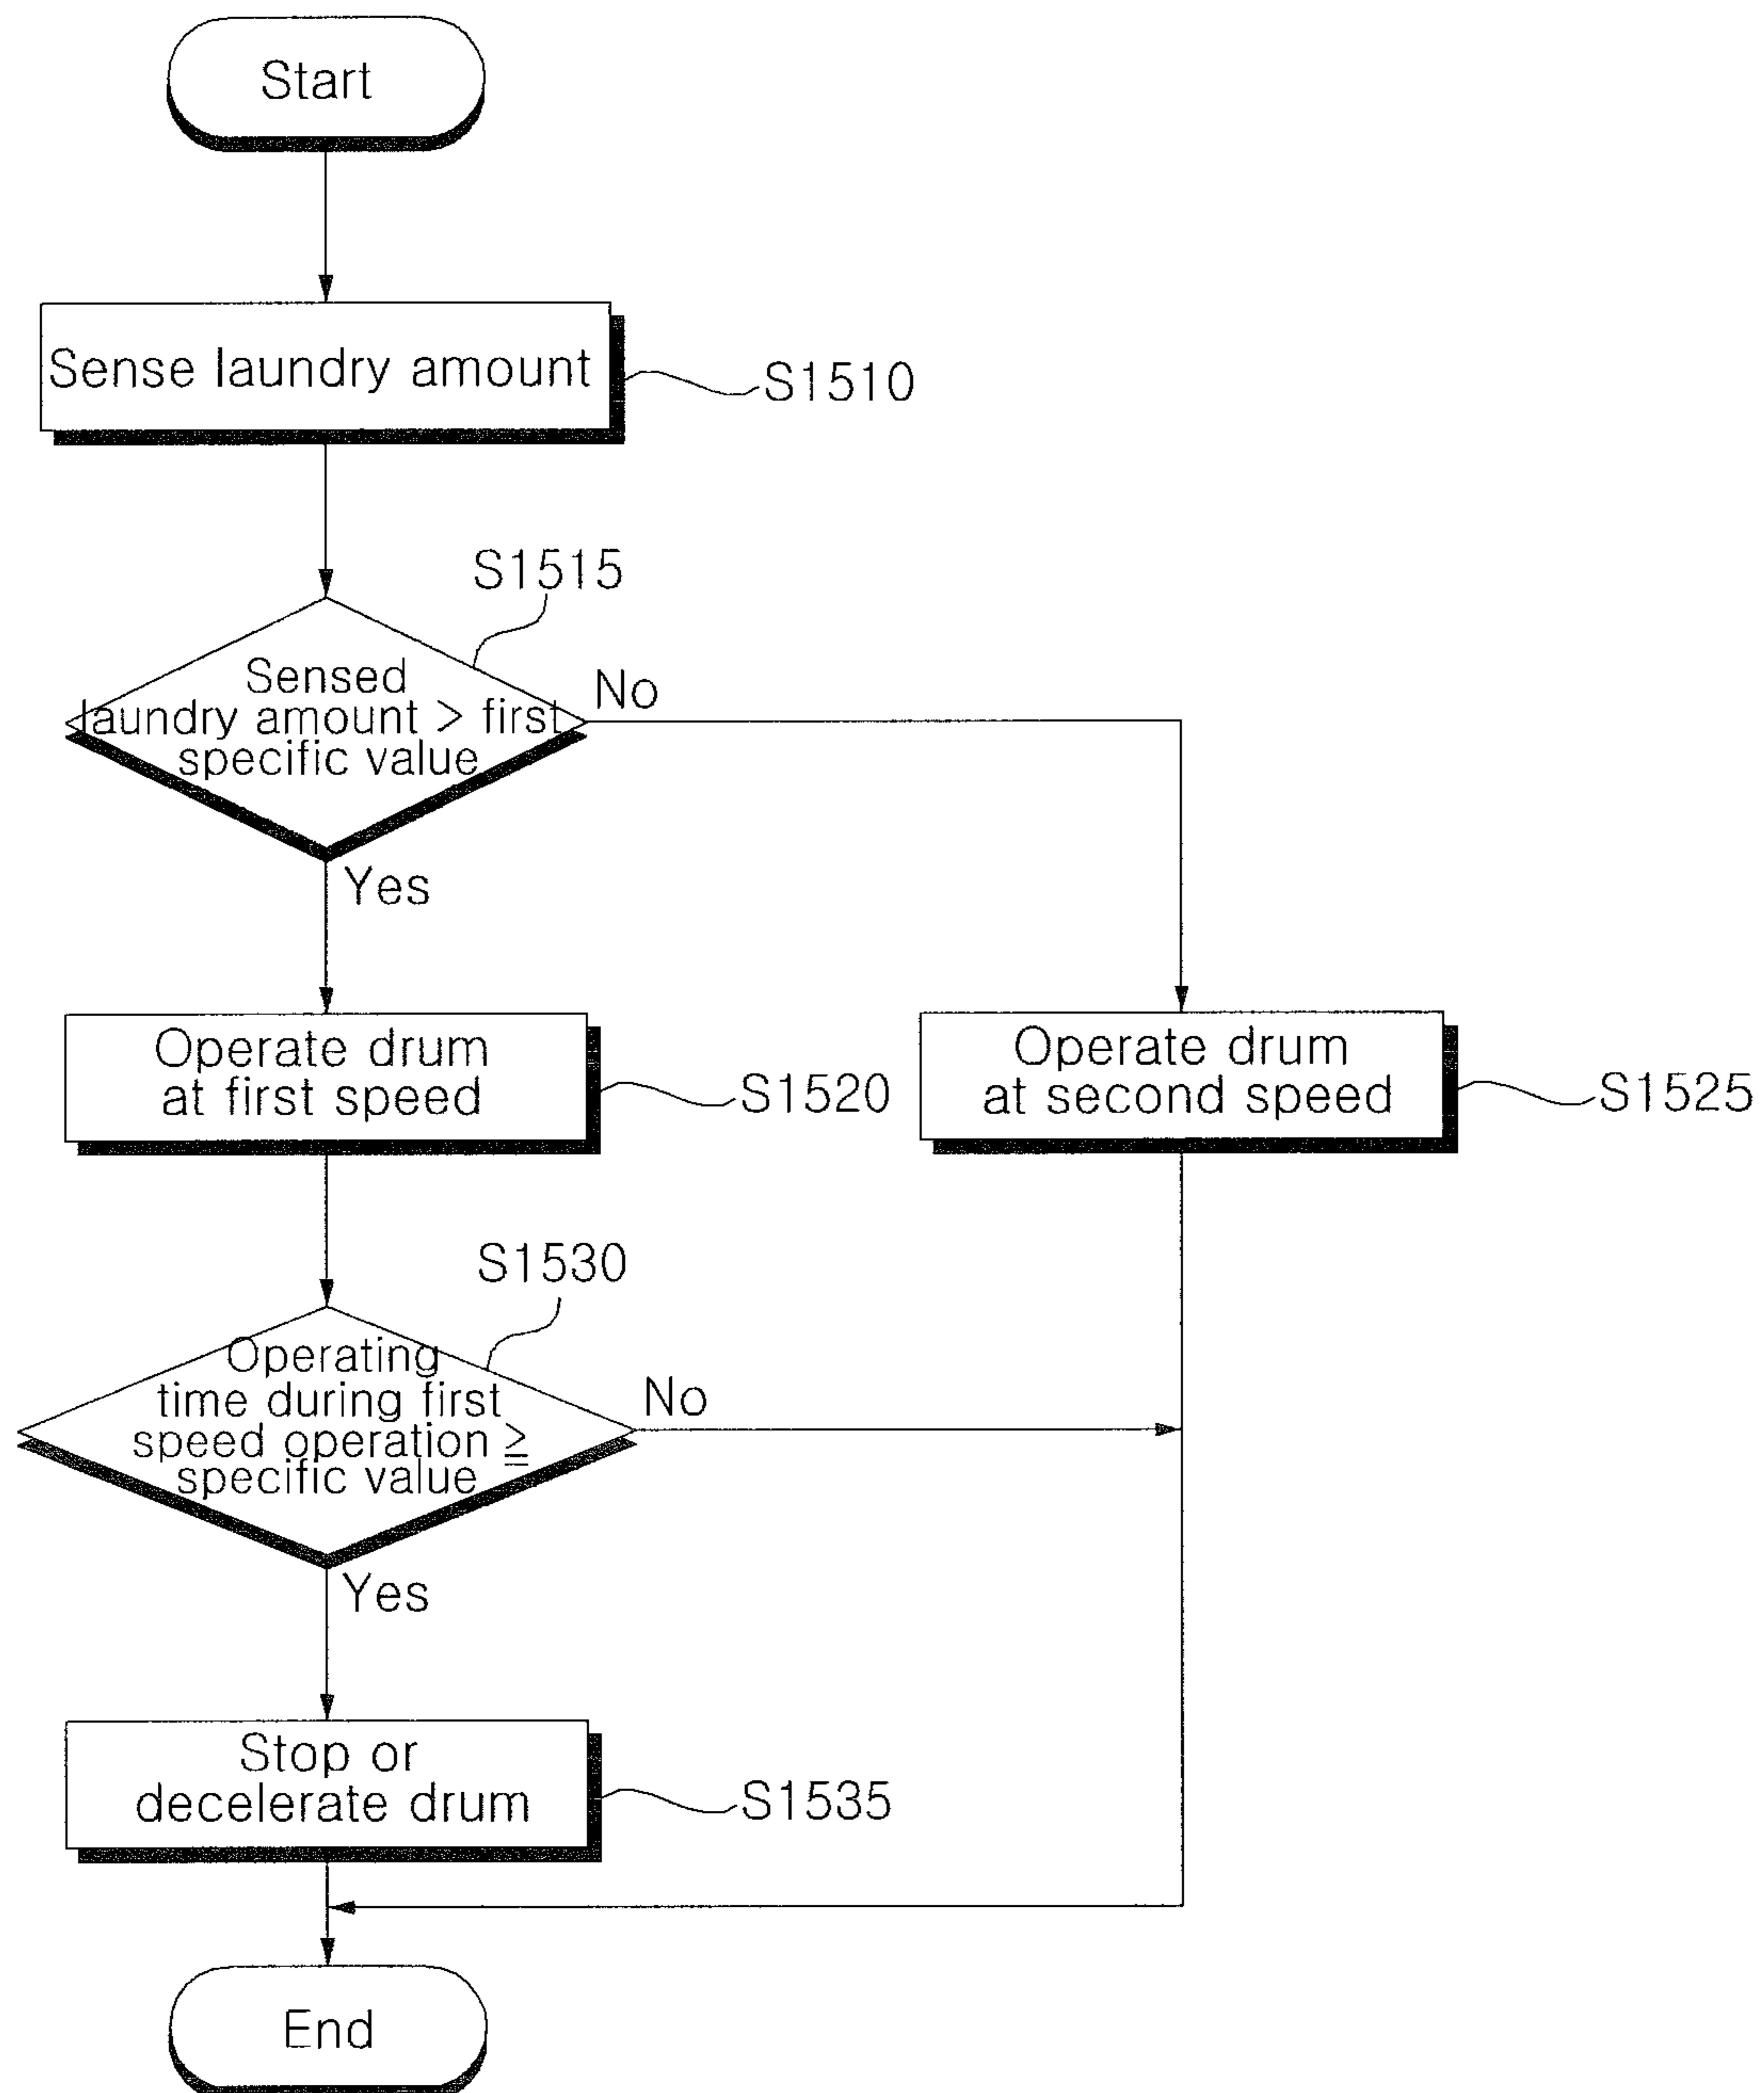 Start
Sense laundry amount
S1510
S1515
Sensed
laundry amount > first
specific value
No
Yes
Operate drum
at first speed
S1520
Operate drum
at second speed
S1525
S1530
Operating
time during first
speed operation ≧
specific value
No
Yes
Stop or
decelerate drum
S1535
End